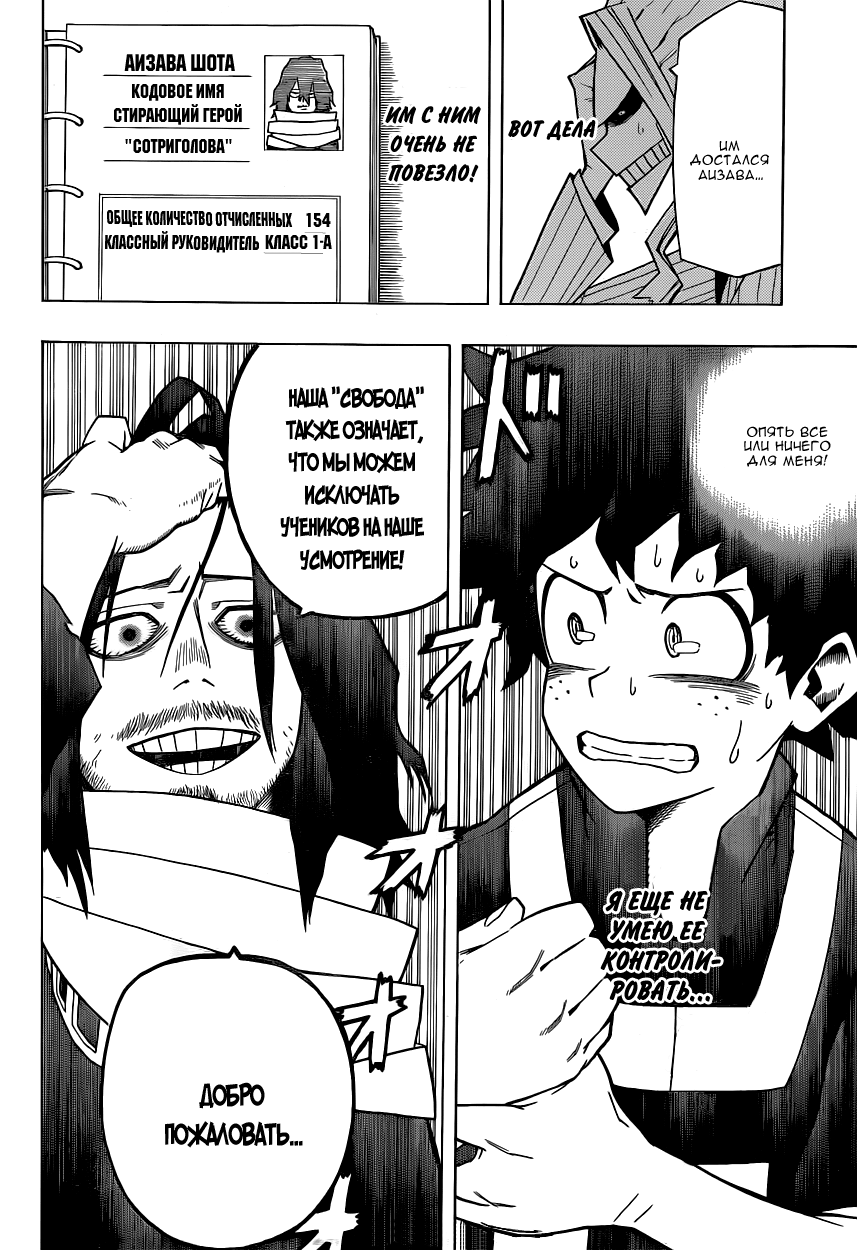 ИМ
ДОСТАЛСЯ
АИЗАВА...
ВОТ ДЕЛА
ИМ С НИМ
ОЧЕНЬ НЕ
ПОВЕЗЛО!
АИЗАВА ШОТА
КОДОВОЕ ИМЯ
СТИРАЮЩИЙ ГЕРОЙ
"СОТРИГОЛОВА"
ОБЩЕЕ КОЛИЧЕСТВО ОТЧИСЛЕННЫХ 154
КЛАССНЫЙ РУКОВИДИТЕЛЬ КЛАСС 1-А
ОПЯТЬ ВСЕ
ИЛИ НИЧЕГО
ДЛЯ МЕНЯ!
Я ЕЩЕ НЕ
УМЕЮ ЕЕ
КОНТРОЛИ-
РОВАТЬ...
НАША "СВОБОДА"
ТАКЖЕ ОЗНАЧАЕТ,
ЧТО МЫ МОЖЕМ
ИСКЛЮЧАТЬ
УЧЕНИКОВ НА НАШЕ
УСМОТРЕНИЕ!
ДОБРО
ПОЖАЛОВАТЬ...